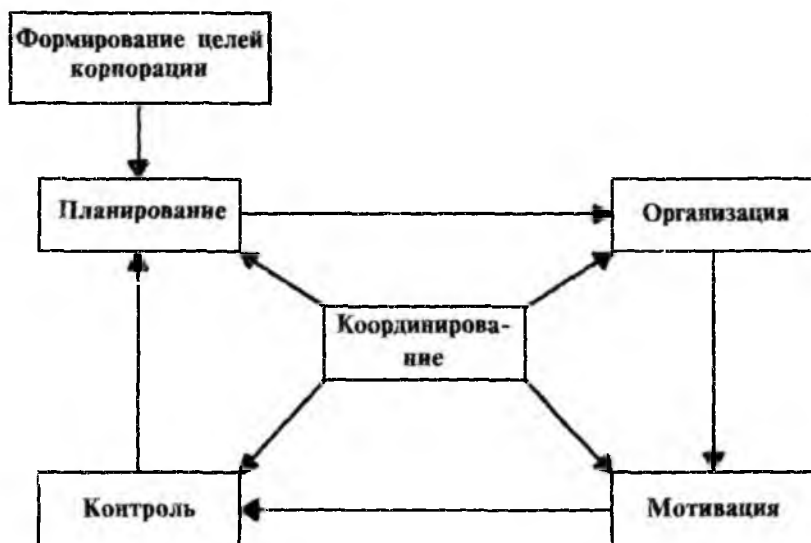 Формирование целей
корпорации
Планирование
Организация
Координирова-
ние
Контроль
Мотивация